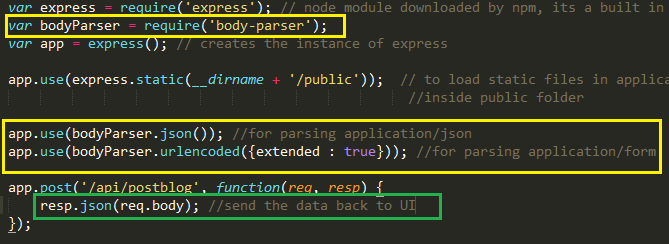 var express = require('express'); // node module downloaded by npm, its a built in
var bodyParser = require('body-parser');
var app = express(); // creates the instance of express
app.use(express.static(__dirname + '/public'));  // to load static files in applica
//inside public folder
app.use(bodyParser.json()); //for parsing application/json
app.use(bodyParser.urlencoded({extended : true})); //for parsing application/form
app.post('/api/postblog', function(req, resp) {
resp.json(req.body); //send the data back to UI
});